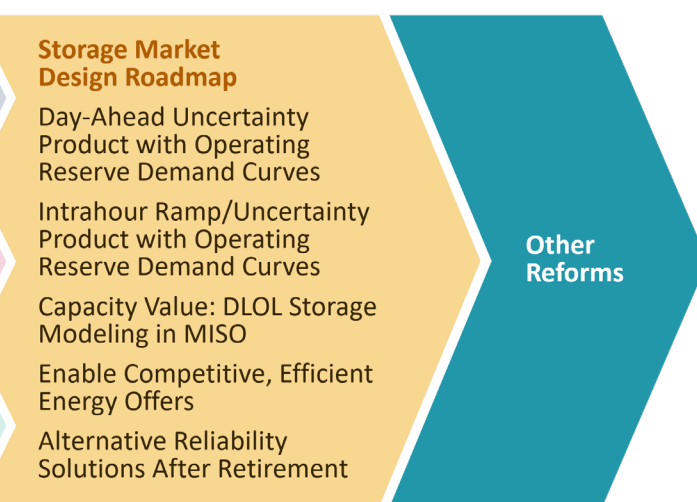 Storage Market
Design Roadmap
Day-Ahead Uncertainty
Product with Operating
Reserve Demand Curves
Intrahour Ramp/Uncertainty
Product with Operating
Reserve Demand Curves
Capacity Value: DLOL Storage
Modeling in MISO
Enable Competitive, Efficient
Energy Offers
Alternative Reliability
Solutions After Retirement
Other
Reforms